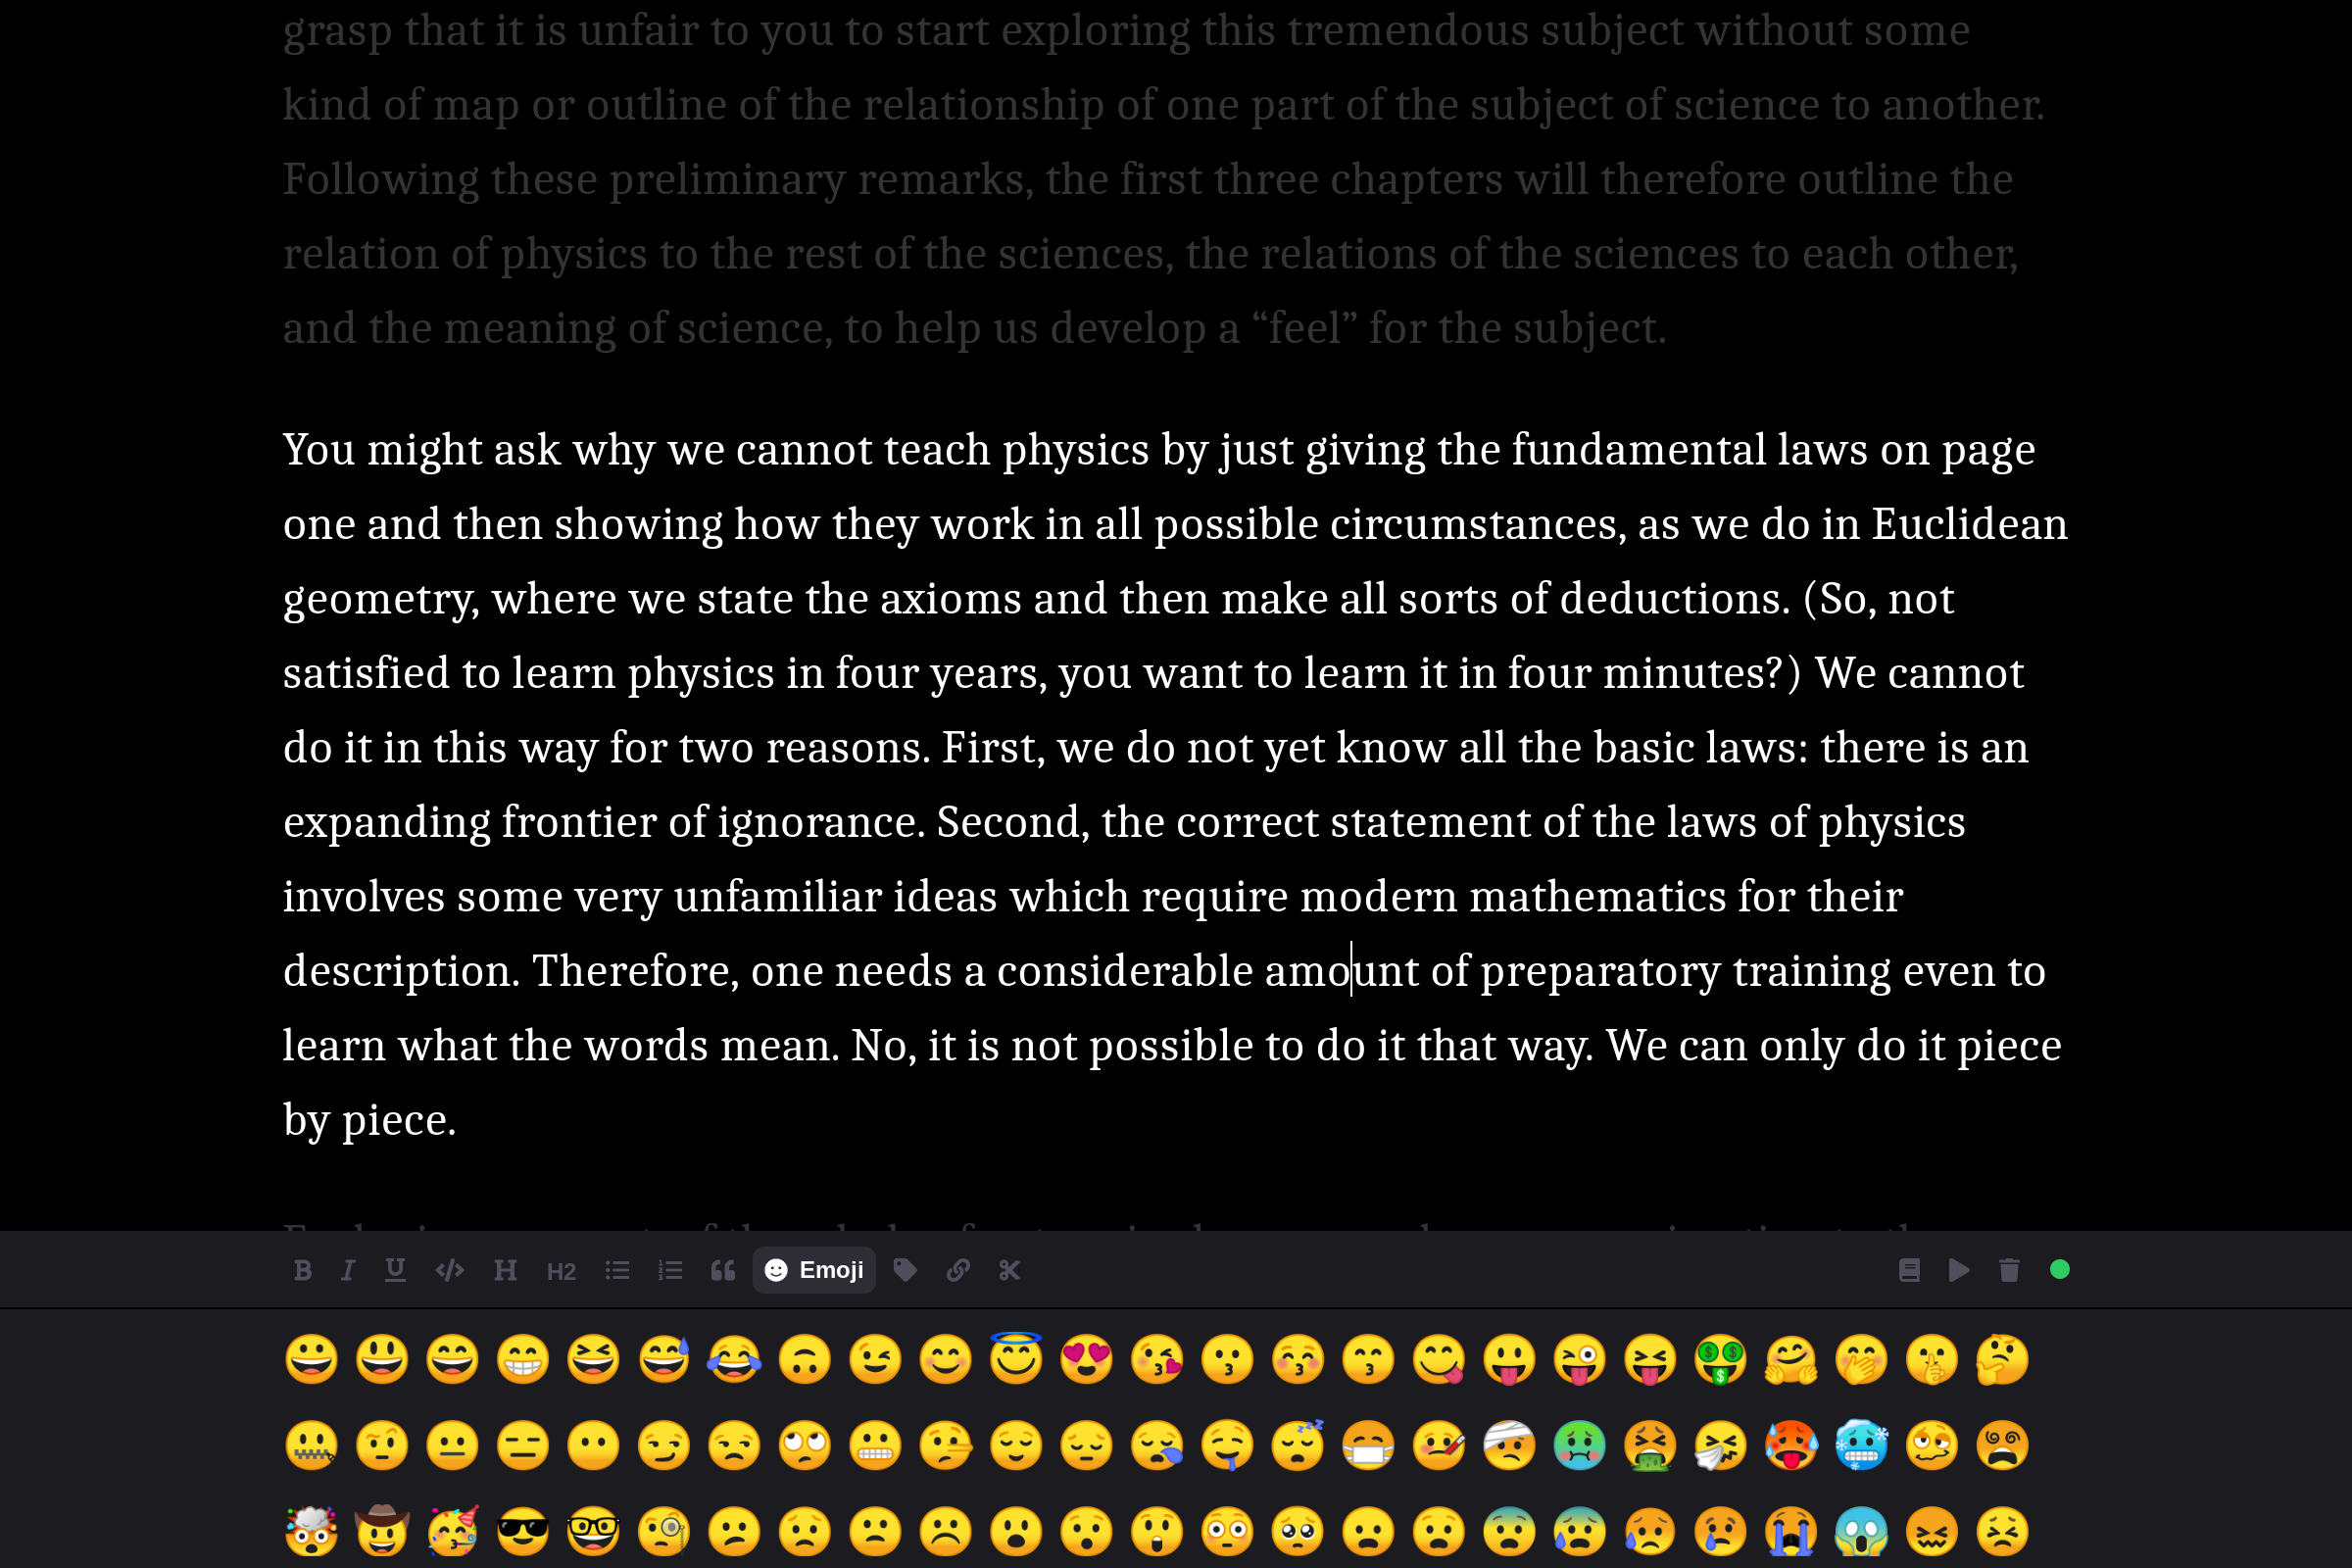 grasp that it is unfair to you to start exploring this tremendous subject without some
kind of map or outline of the relationship of one part of the subject of science to another.
Following these preliminary remarks, the first three chapters will therefore outline the
relation of physics to the rest of the sciences, the relations of the sciences to each other,
and the meaning of science, to help us develop a “feel” for the subject.
You might ask why we cannot teach physics by just giving the fundamental laws on page
one and then showing how they work in all possible circumstances, as we do in Euclidean
geometry, where we state the axioms and then make all sorts of deductions. (So, not
satisfied to learn physics in four years, you want to learn it in four minutes?) We cannot
do it in this way for two reasons. First, we do not yet know all the basic laws: there is an
expanding frontier of ignorance. Second, the correct statement of the laws of physics
involves some very unfamiliar ideas which require modern mathematics for their
description. Therefore, one needs a considerable amount of preparatory training even to
learn what the words mean. No, it is not possible to do it that way. We can only do it piece
by piece.
B I U H H2 Emoji